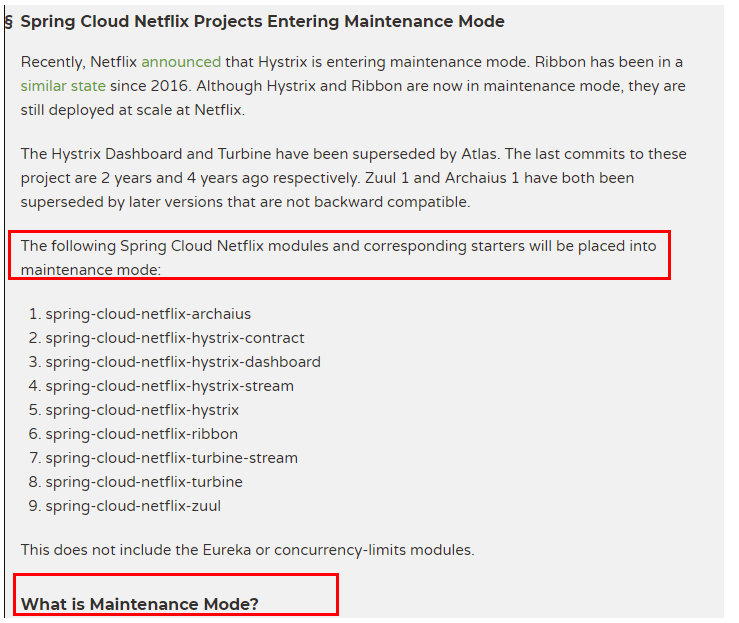 § Spring Cloud Netflix Projects Entering Maintenance Mode
Recently, Netflix announced that Hystrix is entering maintenance mode. Ribbon has been in a
similar state since 2016. Although Hystrix and Ribbon are now in maintenance mode, they are
still deployed at scale at Netflix.
The Hystrix Dashboard and Turbine have been superseded by Atlas. The last commits to these
project are 2 years and 4 years ago respectively. Zuul 1 and Archaius 1 have both been
superseded by later versions that are not backward compatible.
The following Spring Cloud Netflix modules and corresponding starters will be placed into
maintenance mode:
1. spring-cloud-netflix-archaius
2. spring-cloud-netflix-hystrix-contract
3. spring-cloud-netflix-hystrix-dashboard
4. spring-cloud-netflix-hystrix-stream
5. spring-cloud-netflix-hystrix
6. spring-cloud-netflix-ribbon
7. spring-cloud-netflix-turbine-stream
8. spring-cloud-netflix-turbine
9. spring-cloud-netflix-zuul
This does not include the Eureka or concurrency-limits modules.
What is Maintenance Mode?